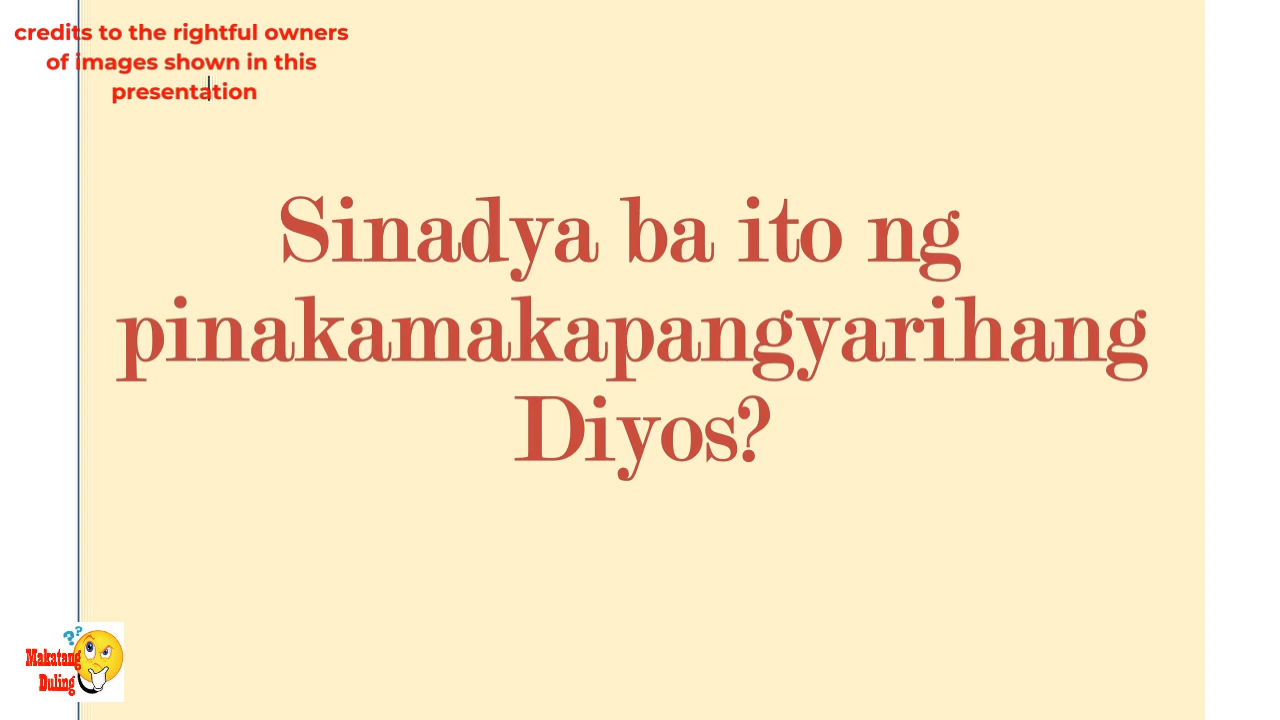 credits to the rightful owners
of images shown in this
presentation
Sinadya ba ito ng
pinakamakapangyarihang
Diyos?
??
Makatang
Duling